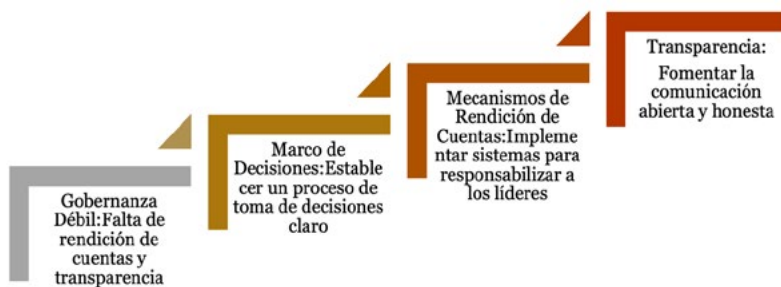 Gobernanza
Débil:Falta de
rendición de
cuentas y
transparencia
Marco de
Decisiones:Estable
cer un proceso de
toma de decisiones
claro
Mecanismos de
Rendición de
Cuentas:Impleme
ntar sistemas para
responsabilizar a
los líderes
Transparencia:
Fomentar la
comunicación
abierta y honesta